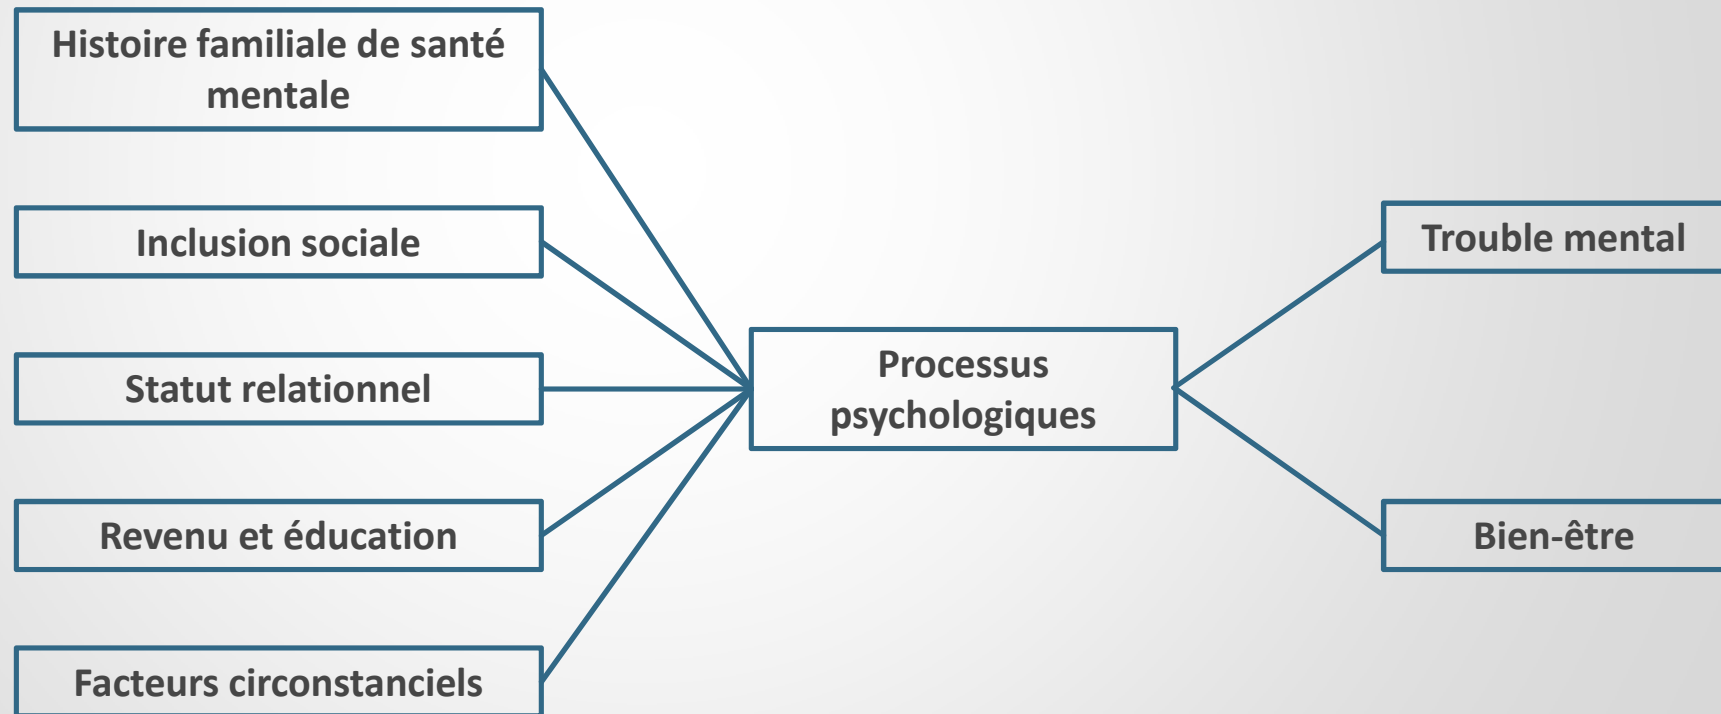 Histoire familiale de santé
mentale
Inclusion sociale
Statut relationnel
Revenu et éducation
Facteurs circonstanciels
Processus
psychologiques
Trouble mental
Bien-être